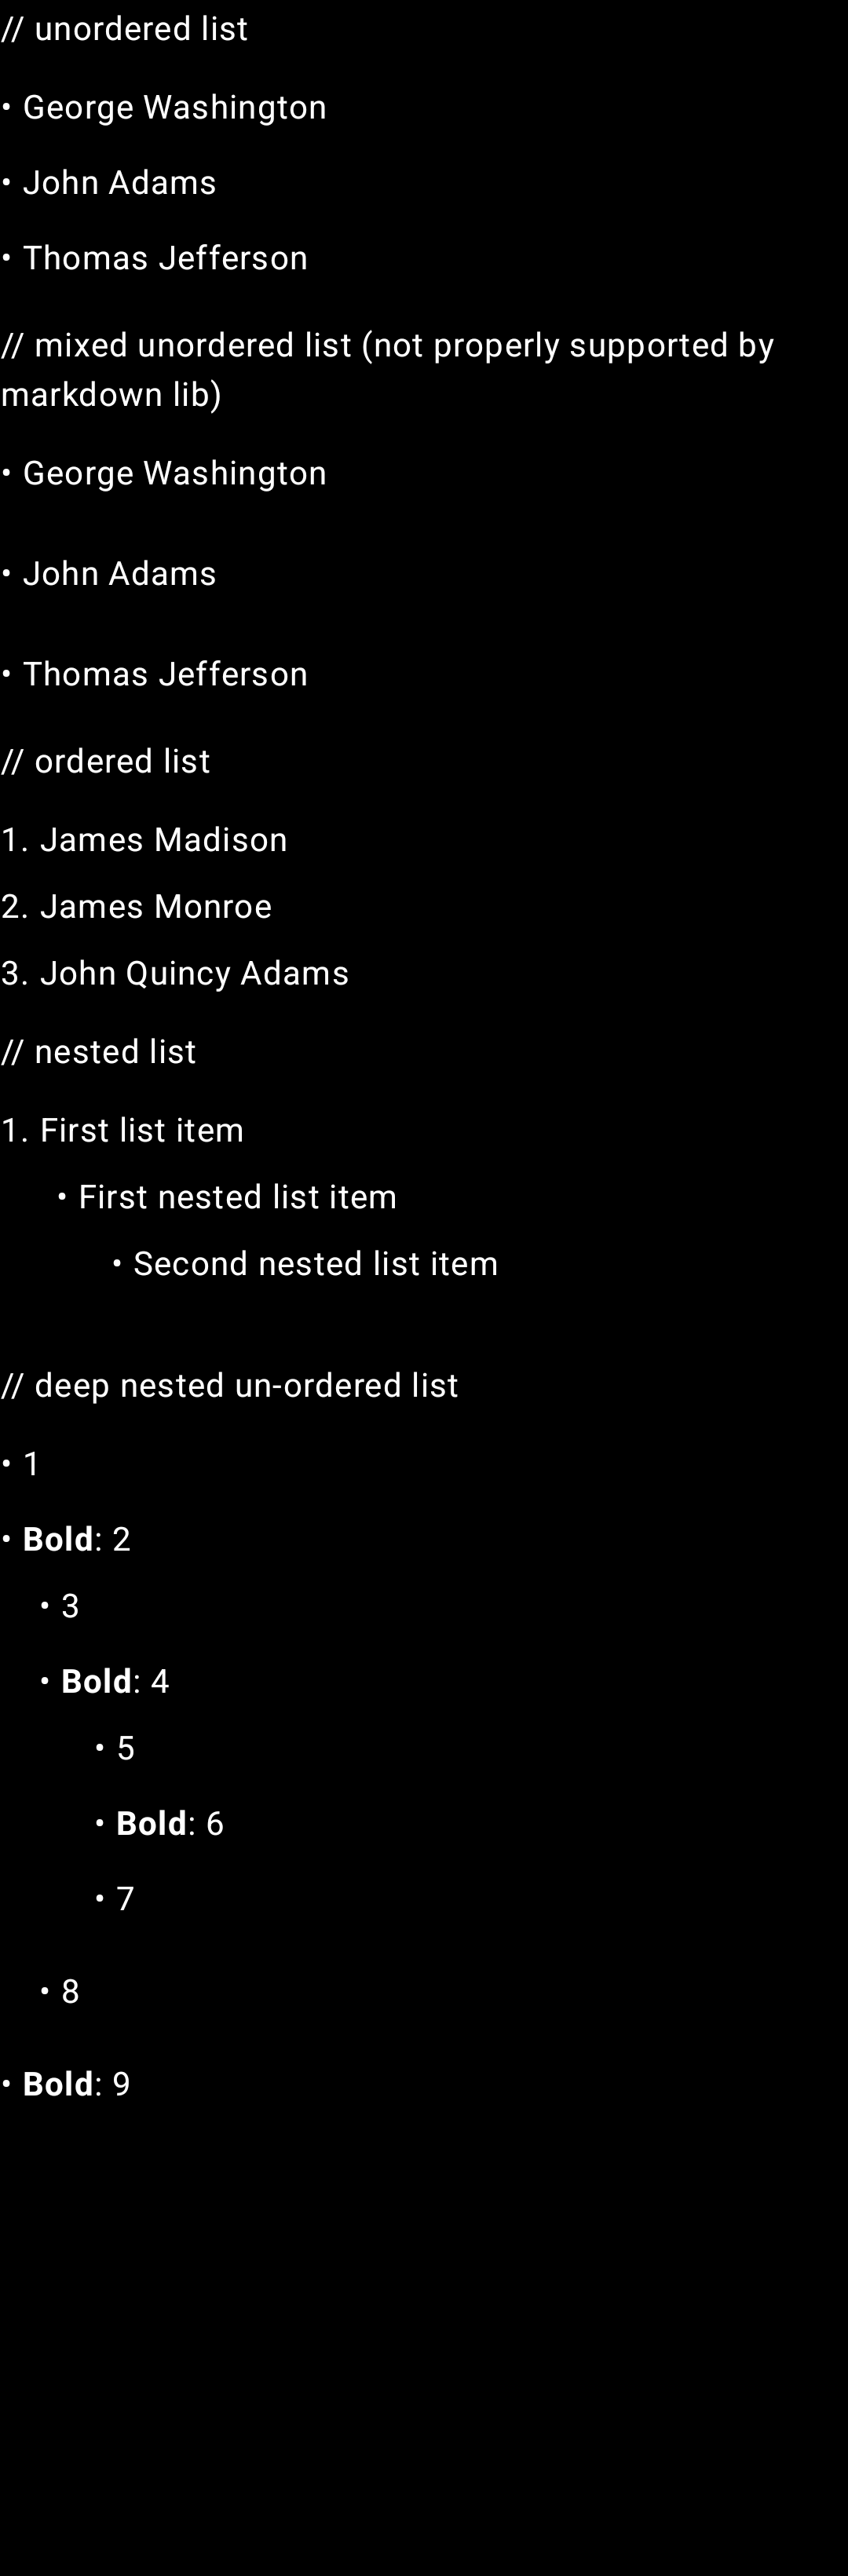 // unordered list
• George Washington
• John Adams
• Thomas Jefferson
// mixed unordered list (not properly supported by
markdown lib)
• George Washington
• John Adams
• Thomas Jefferson
// ordered list
1. James Madison
2. James Monroe
3. John Quincy Adams
// nested list
1. First list item
• First nested list item
• Second nested list item
// deep nested un-ordered list
• 1
• Bold: 2
• 3
• Bold: 4
• 5
• Bold: 6
• 7
• 8
• Bold: 9